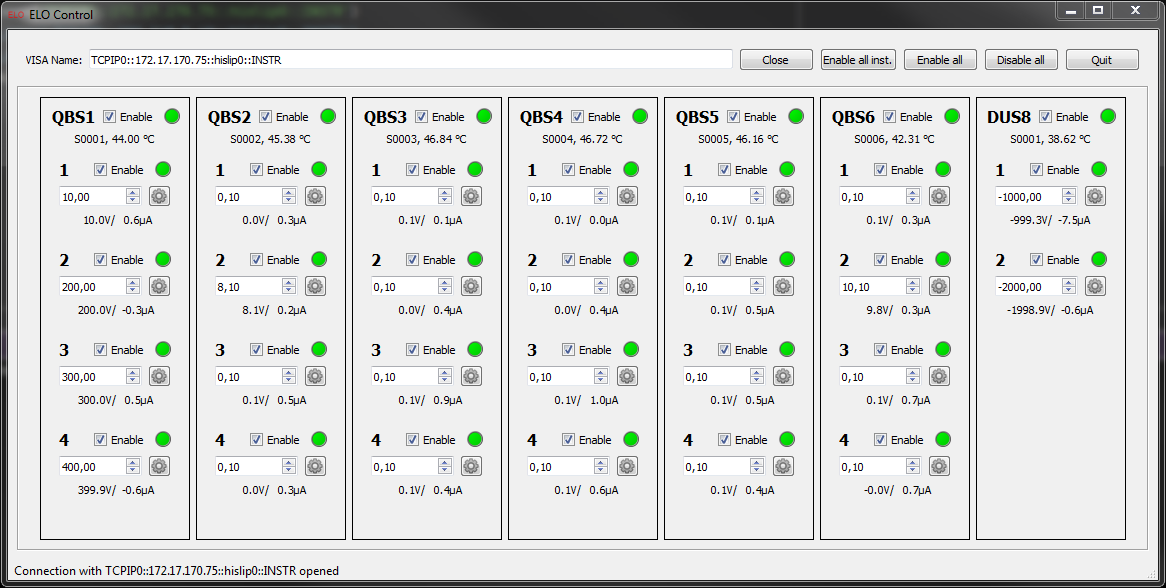 ELO ELO Control
VISA Name: TCPIP0::172.17.170.75::hislip0::INSTR Close Enable all inst. Enable all Disable all Quit
QBS1 Enable
S0001, 44.00 °C
1 Enable
10,00
10.0V/ 0.6µA
2 Enable
200,00
200.0V/ -0.3µA
3 Enable
300,00
300.0V/ 0.5µA
4 Enable
400,00
399.9V/ -0.6µA
QBS2 Enable
S0002, 45.38 °C
1 Enable
0,10
0.0V/ 0.3µA
2 Enable
8,10
8.1V/ 0.2µA
3 Enable
0,10
0.1V/ 0.5µA
4 Enable
0,10
0.0V/ 0.3µA
QBS3 Enable
S0003, 46.84 °C
1 Enable
0,10
0.1V/ 0.1µA
2 Enable
0,10
0.0V/ 0.4µA
3 Enable
0,10
0.1V/ 0.9µA
4 Enable
0,10
0.1V/ 0.4µA
QBS4 Enable
S0004, 46.72 °C
1 Enable
0,10
0.1V/ 0.0µA
2 Enable
0,10
0.0V/ 0.4µA
3 Enable
0,10
0.1V/ 1.0µA
4 Enable
0,10
0.1V/ 0.6µA
QBS5 Enable
S0005, 46.16 °C
1 Enable
0,10
0.1V/ 0.1µA
2 Enable
0,10
0.1V/ 0.5µA
3 Enable
0,10
0.1V/ 0.5µA
4 Enable
0,10
0.1V/ 0.4µA
QBS6 Enable
S0006, 42.31 °C
1 Enable
0,10
0.1V/ 0.3µA
2 Enable
10,10
9.8V/ 0.3µA
3 Enable
0,10
0.1V/ 0.7µA
4 Enable
0,10
-0.0V/ 0.7µA
DUS8 Enable
S0001, 38.62 °C
1 Enable
-1000,00
-999.3V/ -7.5µA
2 Enable
-2000,00
-1998.9V/ -0.6µA
Connection with TCPIP0::172.17.170.75::hislip0::INSTR opened